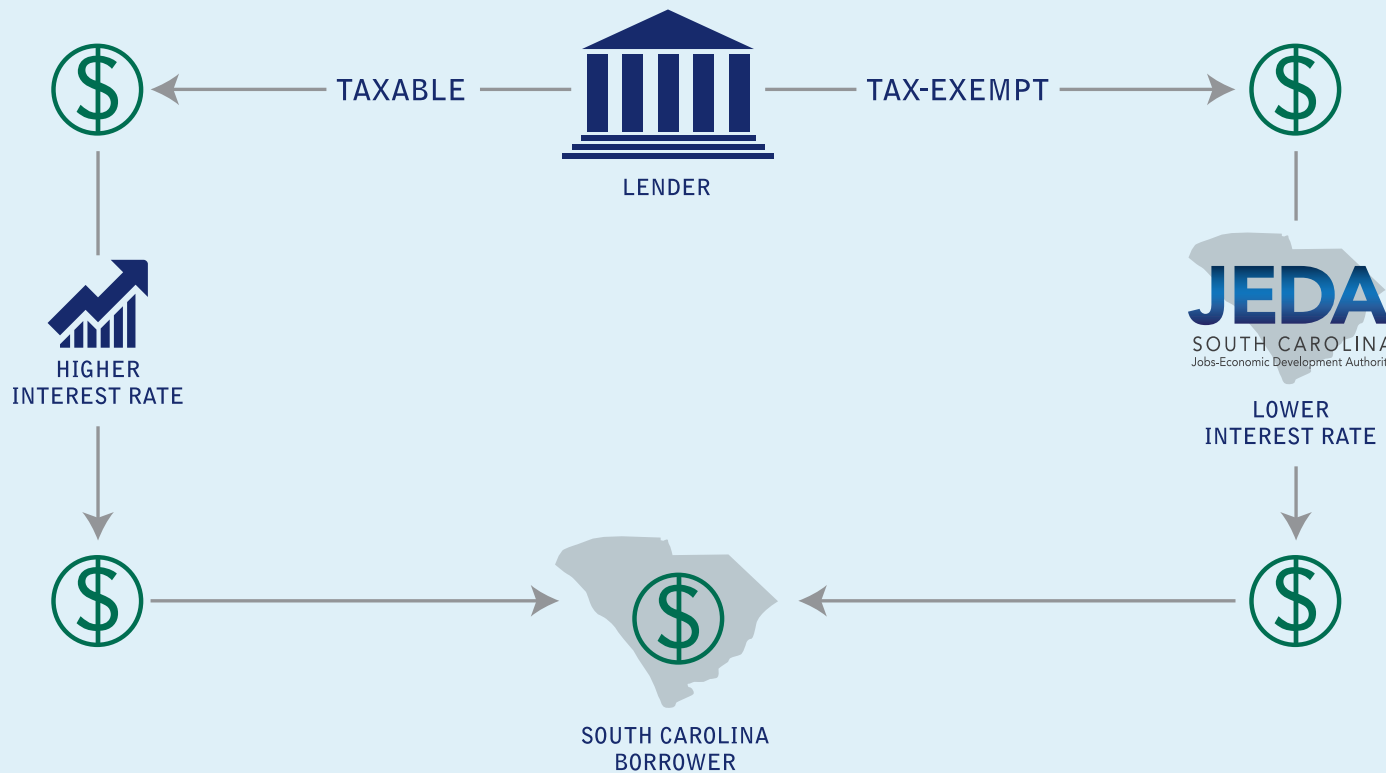 TAXABLE
TAX-EXEMPT
LENDER
JEDA
SOUTH CAROLINA
Jobs-Economic Development Authorit
HIGHER
INTEREST RATE
LOWER
INTEREST RATE
SOUTH CAROLINA
BORROWER